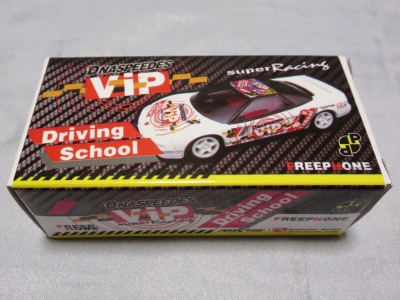 DNASPEEDES
ViP
super Racing
Driving
School
FREEPHONE
DNASPEEDES
ViP
Driving
School
FREEPHONE